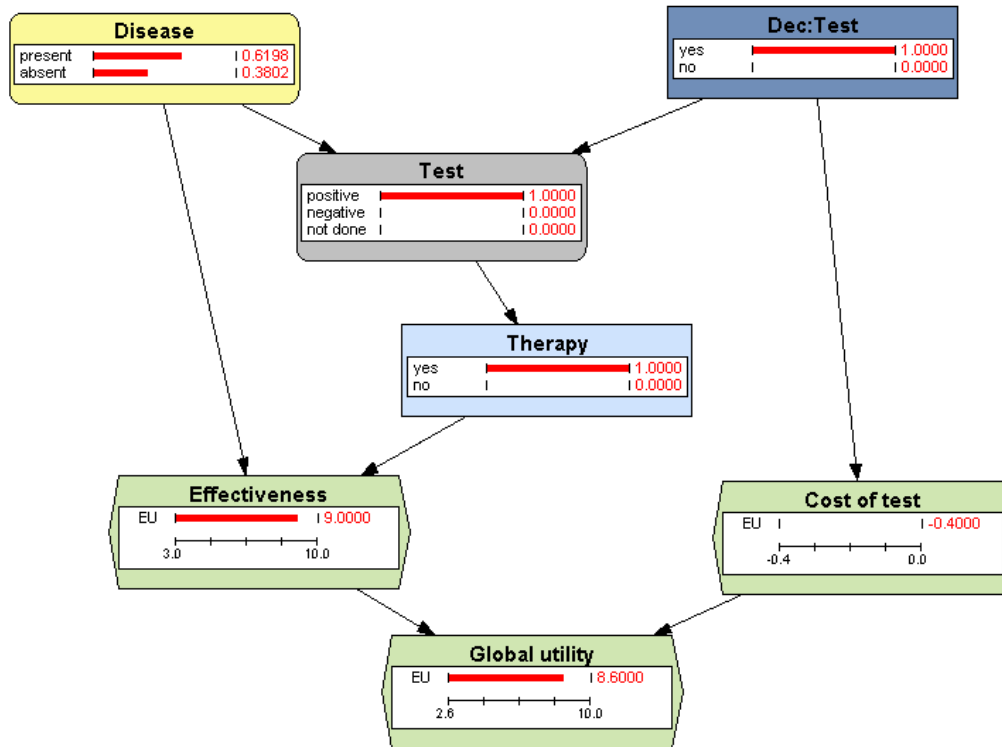 Disease
present 0.6198
absent 0.3802
Dec:Test
yes 1.0000
no 0.0000
Test
positive 1.0000
negative 0.0000
not done 0.0000
Therapy
yes 1.0000
no 0.0000
Effectiveness
EU 9.0000
3.0 10.0
Cost of test
EU -0.4000
-0.4 0.0
Global utility
EU 8.6000
2.6 10.0